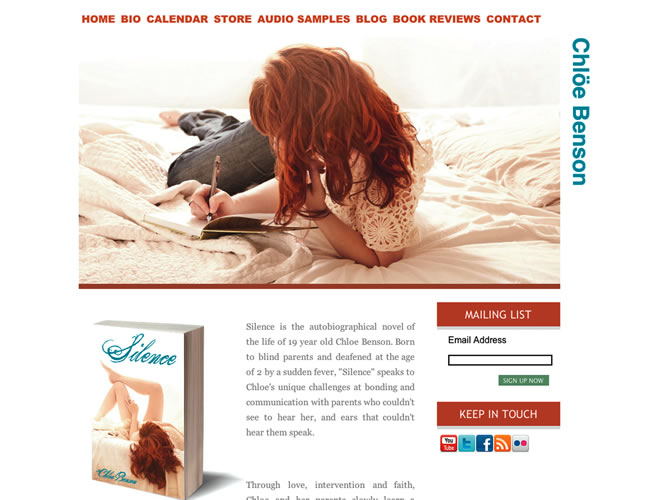 HOME BIO CALENDAR STORE AUDIO SAMPLES BLOG BOOK REVIEWS CONTACT
Chlöe Benson
Silence
Chlöe Benson
Silence is the autobiographical novel of
the life of 19 year old Chloe Benson. Born
to blind parents and deafened at the age
of 2 by a sudden fever, "Silence" speaks to
Chloe's unique challenges at bonding and
communication with parents who couldn't
see to hear her, and ears that couldn't
hear them speak.
Through love, intervention and faith,
Chloe and her parents slowly learn a
MAILING LIST
Email Address
SIGN UP NOW
KEEP IN TOUCH
You
Tube